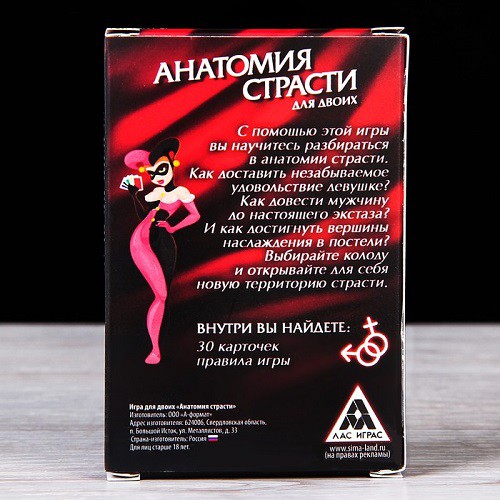 АНАТОМИЯ
СТРАСТИ
ДЛЯ ДВОИХ
С помощью этой игры
вы научитесь разбираться
в анатомии страсти.
Как доставить незабываемое
удовольствие девушке?
Как довести мужчину
до настоящего экстаза?
И как достигнуть вершины
наслаждения в постели?
Выбирайте колоду
и открывайте для себя
новую территорию страсти.
ВНУТРИ ВЫ НАЙДЕТЕ:
30 карточек
правила игры
Игра для двоих «Анатомия страсти»
Изготовитель: ООО «А-формат»
Адрес изготовителя: 624006, Свердловская область,
п. Большой Исток, ул. Металлистов, д. 33
Страна-изготовитель: Россия
Для лиц старше 18 лет.
ЛАС ИГРАС
www.sima-land.ru
(на правах рекламы)